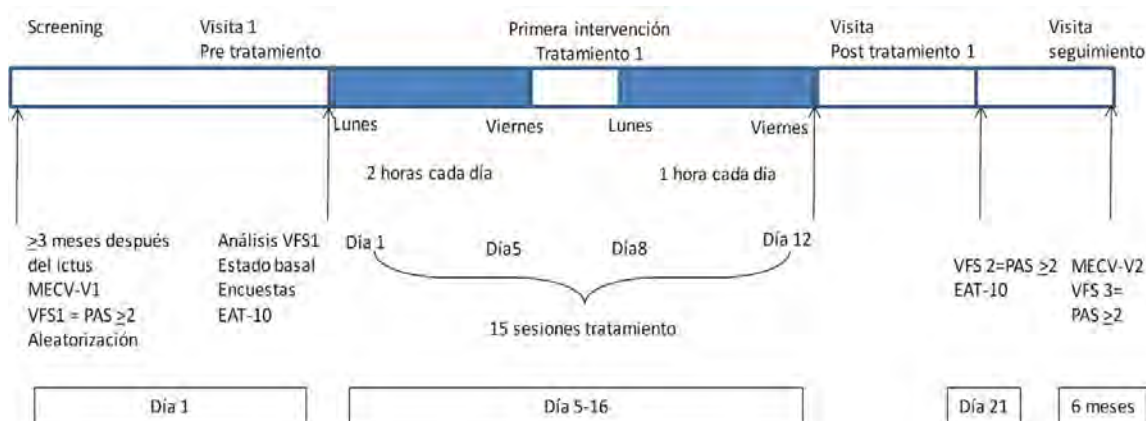 Screening
Visita 1
Pre tratamiento
Primera intervención
Tratamiento 1
Visita
Post tratamiento 1
Visita
seguimiento
Lunes
Viernes
Lunes
Viernes
2 horas cada día
1 hora cada dia
≥3 meses después
del ictus
MECV-V1
VFS1 = PAS ≥2
Aleatorización
Análisis VFS1
Estado basal
Encuestas
EAT-10
Día 1
Día5
Día8
Día 12
15 sesiones tratamiento
VFS 2=PAS ≥2
EAT-10
MECV-V2
VFS 3=
PAS ≥2
Día 1
Día 5-16
Día 21
6 meses